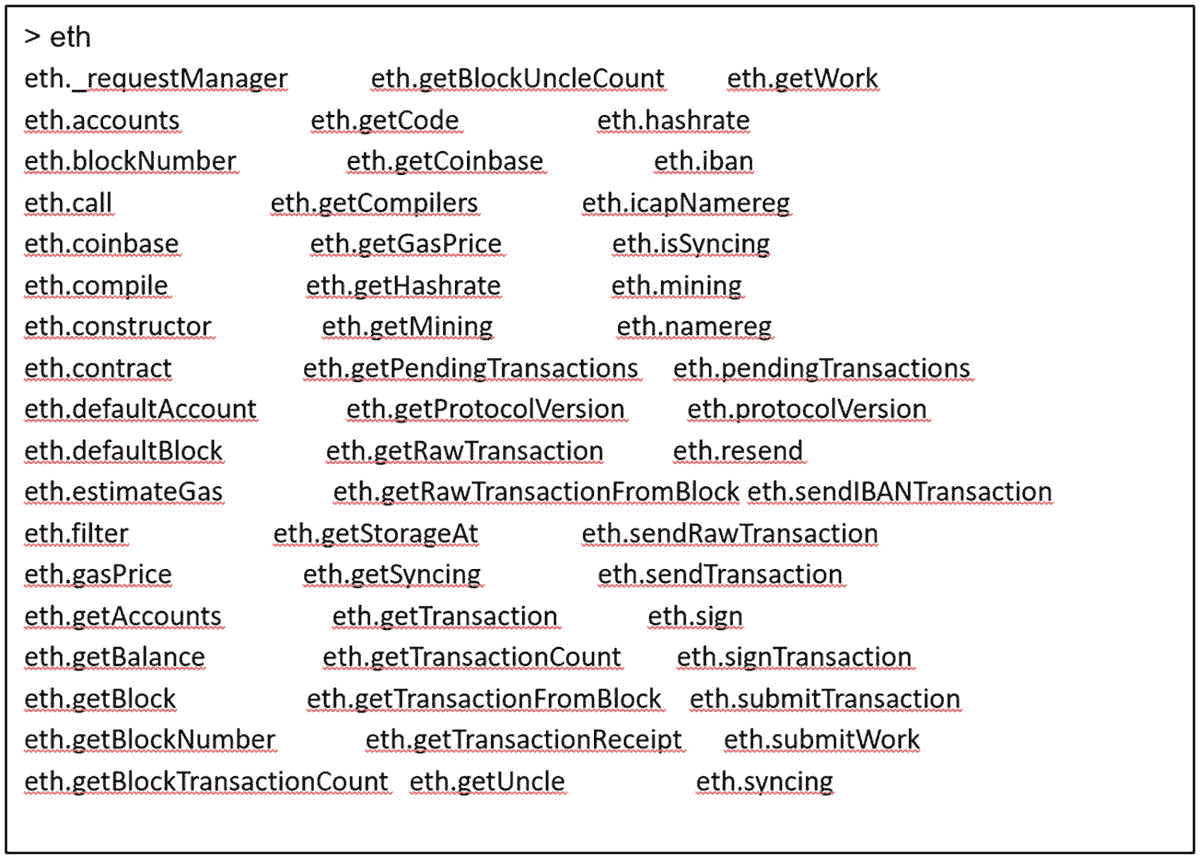 > eth
eth._requestManager eth.getBlockUncleCount eth.getWork
eth.accounts eth.getCode eth.hashrate
eth.blockNumber eth.getCoinbase eth.iban
eth.call eth.getCompilers eth.icapNamereg
eth.coinbase eth.getGasPrice eth.isSyncing
eth.compile eth.getHashrate eth.mining
eth.constructor eth.getMining eth.namereg
eth.contract eth.getPendingTransactions eth.pendingTransactions
eth.defaultAccount eth.getProtocolVersion eth.protocolVersion
eth.defaultBlock eth.getRawTransaction eth.resend
eth.estimateGas eth.getRawTransactionFromBlock eth.sendIBANTransaction
eth.filter eth.getStorageAt eth.sendRawTransaction
eth.gasPrice eth.getSyncing eth.sendTransaction
eth.getAccounts eth.getTransaction eth.sign
eth.getBalance eth.getTransactionCount eth.signTransaction
eth.getBlock eth.getTransactionFromBlock eth.submitTransaction
eth.getBlockNumber eth.getTransactionReceipt eth.submitWork
eth.getBlockTransactionCount eth.getUncle eth.syncing